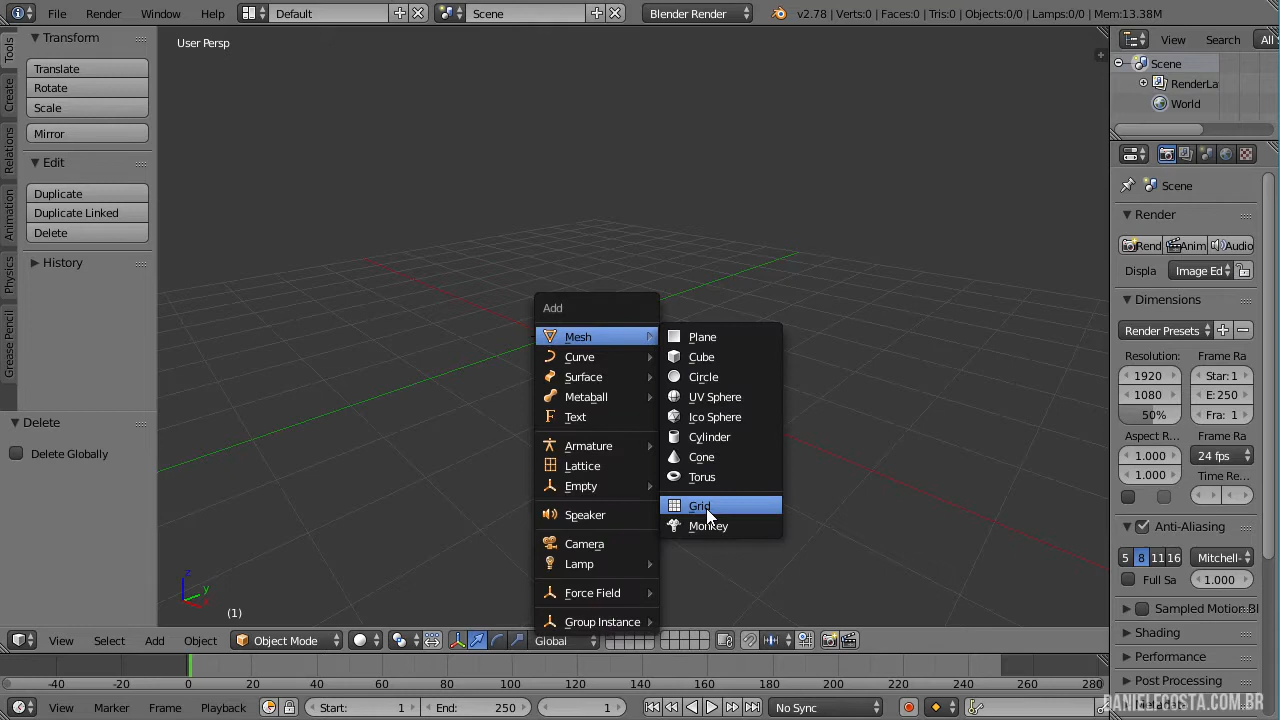 File Render Window Help Default Scene Blender Render v2.78 | Verts:0 | Faces:0 | Tris:0 | Objects:0/0 | Lamps:0/0 | Mem:13.38M
Tools
Create
Relations
Animation
Physics
Grease Pencil
Transform
Translate
Rotate
Scale
Mirror
Edit
Duplicate
Duplicate Linked
Delete
History
Delete
Delete Globally
User Persp
Add
Mesh
Curve
Surface
Metaball
Text
Armature
Lattice
Empty
Speaker
Camera
Lamp
Force Field
Group Instance
Plane
Cube
Circle
UV Sphere
Ico Sphere
Cylinder
Cone
Torus
Grid
Monkey
z
y
x
(1)
View Select Add Object Object Mode Global
-40 -20 0 20 40 60 80 100 120 140 160 180 200 220 240 260 280
View Marker Frame Playback Start: 1 End: 250 1 No Sync
View Search All S
Scene
RenderLa
World
Scene
Render
Rend Anim Audio
Displa Image Ed
Dimensions
Render Presets
Resolution: Frame Ra
1920 Star: 1
1080 E: 250
50% Fra: 1
Aspect R... Frame Ra
1.000 24 fps
1.000 Time Re...
Anti-Aliasing
5 8 11 16 Mitchell-
Full Sa 1.000
Sampled Motion Bl
Shading
Performance
Post Processing
DANIELECOSTA.COM.BR